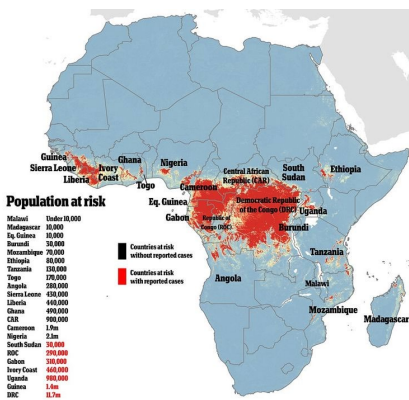 Guinea
Sierra Leone
Liberia
Ivory
Coast
Ghana
Togo
Nigeria
Cameroon
Eq. Guinea
Gabon
Republic of
Congo (ROC)
Central African
Republic (CAR)
Democratic Republic
of the Congo (DRC)
South
Sudan
Ethiopia
Uganda
Burundi
Tanzania
Angola
Malawi
Mozambique
Madagascar
Population at risk
Malawi Under 10,000
Madagascar 10,000
Eq. Guinea 10,000
Burundi 30,000
Mozambique 70,000
Ethiopia 80,000
Tanzania 130,000
Togo 170,000
Angola 280,000
Sierra Leone 430,000
Liberia 440,000
Ghana 490,000
CAR 900,000
Cameroon 1.9m
Nigeria 2.1m
South Sudan 30,000
ROC 290,000
Gabon 310,000
Ivory Coast 460,000
Uganda 980,000
Guinea 1.4m
DRC 11.7m
Countries at risk
without reported cases
Countries at risk
with reported cases